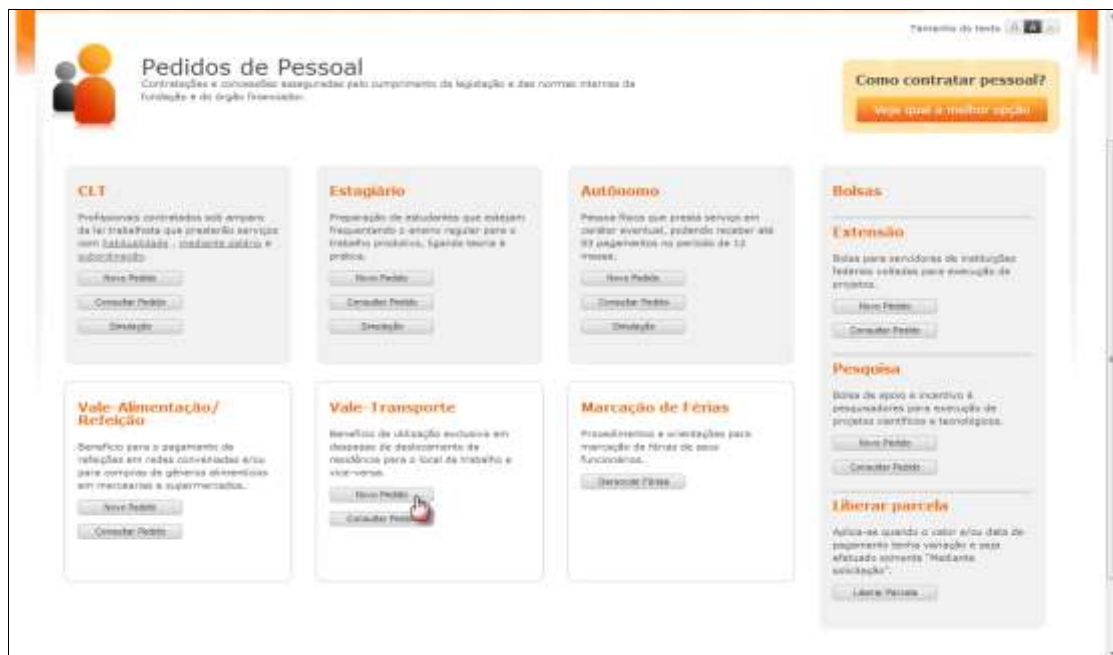 Tamanho do texto A A A
Pedidos de Pessoal
Contratações e concessões asseguradas pelo cumprimento da legislação e das normas internas da
fundação e do órgão financiador.
Como contratar pessoal?
Veja qual a melhor opção
CLT
Profissionais contratados sob amparo
da lei trabalhista que prestarão serviços
com habitualidade , mediante salário e
subordinação.
Novo Pedido
Consultar Pedido
Simulação
Estagiário
Preparação de estudantes que estejam
frequentando o ensino regular para o
trabalho produtivo, ligando teoria e
prática.
Novo Pedido
Consultar Pedido
Simulação
Autônomo
Pessoa física que presta serviço em
caráter eventual, podendo receber até
03 pagamentos no período de 12
meses.
Novo Pedido
Consultar Pedido
Simulação
Bolsas
Extensão
Bolsa para servidores de instituições
federais voltadas para execução de
projetos.
Novo Pedido
Consultar Pedido
Pesquisa
Bolsa de apoio e incentivo à
pesquisadores para execução de
projetos científicos e tecnológicos.
Novo Pedido
Consultar Pedido
Liberar parcela
Aplica-se quando o valor e/ou data de
pagamento tenha variação e seja
efetuado somente "Mediante
solicitação".
Liberar Parcela
Vale-Alimentação/
Refeição
Benefício para o pagamento de
refeições em redes conveniadas e/ou
para compras de gêneros alimentícios
em mercearias e supermercados.
Novo Pedido
Consultar Pedido
Vale-Transporte
Benefício de utilização exclusiva em
despesas de deslocamento da
residência para o local de trabalho e
vice-versa.
Novo Pedido
Consultar Pedido
Marcação de Férias
Procedimentos e orientações para
marcação de férias de seus
funcionários.
Férias